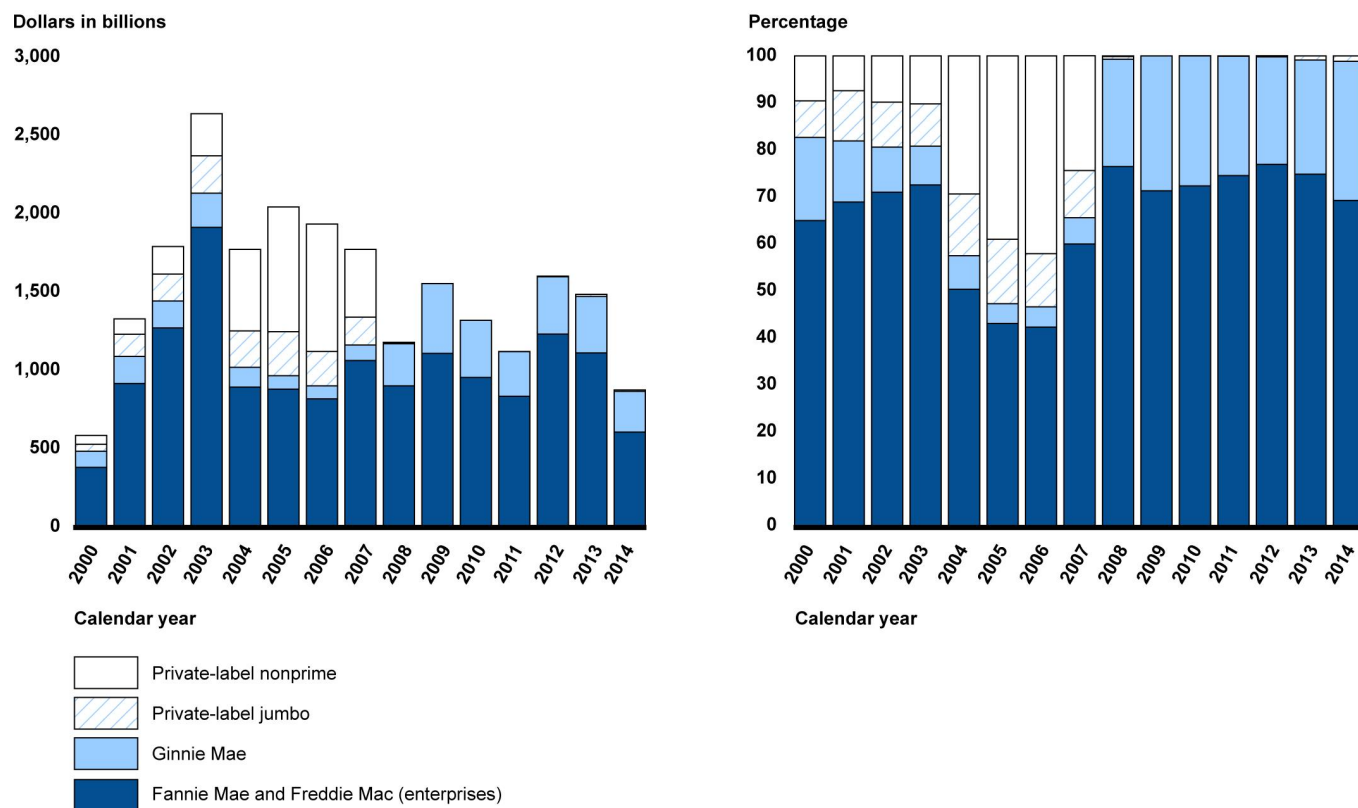 Dollars in billions
3,000
2,500
2,000
1,500
1,000
500
0
2000 2001 2002 2003 2004 2005 2006 2007 2008 2009 2010 2011 2012 2013 2014
Calendar year
Percentage
100
90
80
70
60
50
40
30
20
10
0
2000 2001 2002 2003 2004 2005 2006 2007 2008 2009 2010 2011 2012 2013 2014
Calendar year
Private-label nonprime
Private-label jumbo
Ginnie Mae
Fannie Mae and Freddie Mac (enterprises)